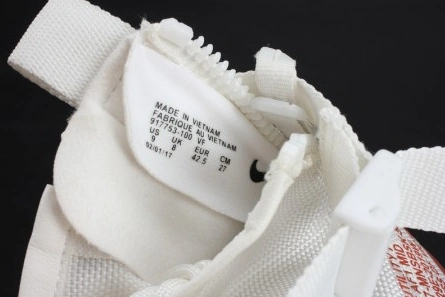 MADE IN VIETNAM
FABRIQUE AU VIETNAM
917753-100 VF
US UK EUR CM
9 8 42.5 27
02/01/17